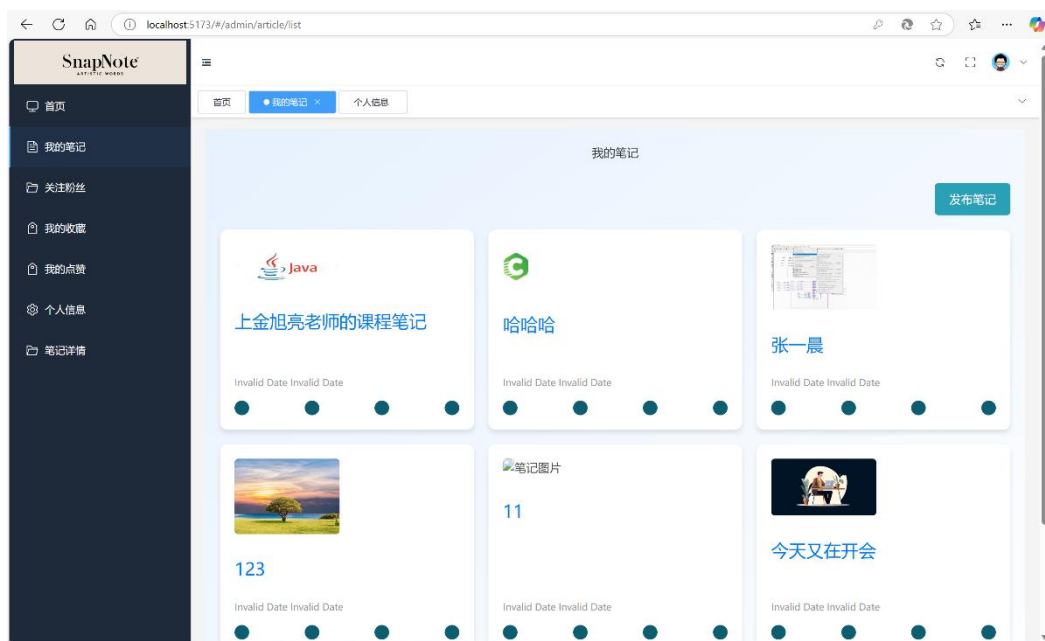 localhost:5173/#/admin/article/list
SnapNote
ARTISTIC WORDS
首页
我的笔记
关注粉丝
我的收藏
我的点赞
个人信息
笔记详情
首页
我的笔记 ×
个人信息
我的笔记
发布笔记
Java
上金旭亮老师的课程笔记
Invalid Date Invalid Date
哈哈哈
Invalid Date Invalid Date
张一晨
Invalid Date Invalid Date
123
Invalid Date Invalid Date
笔记图片
11
Invalid Date Invalid Date
今天又在开会
Invalid Date Invalid Date